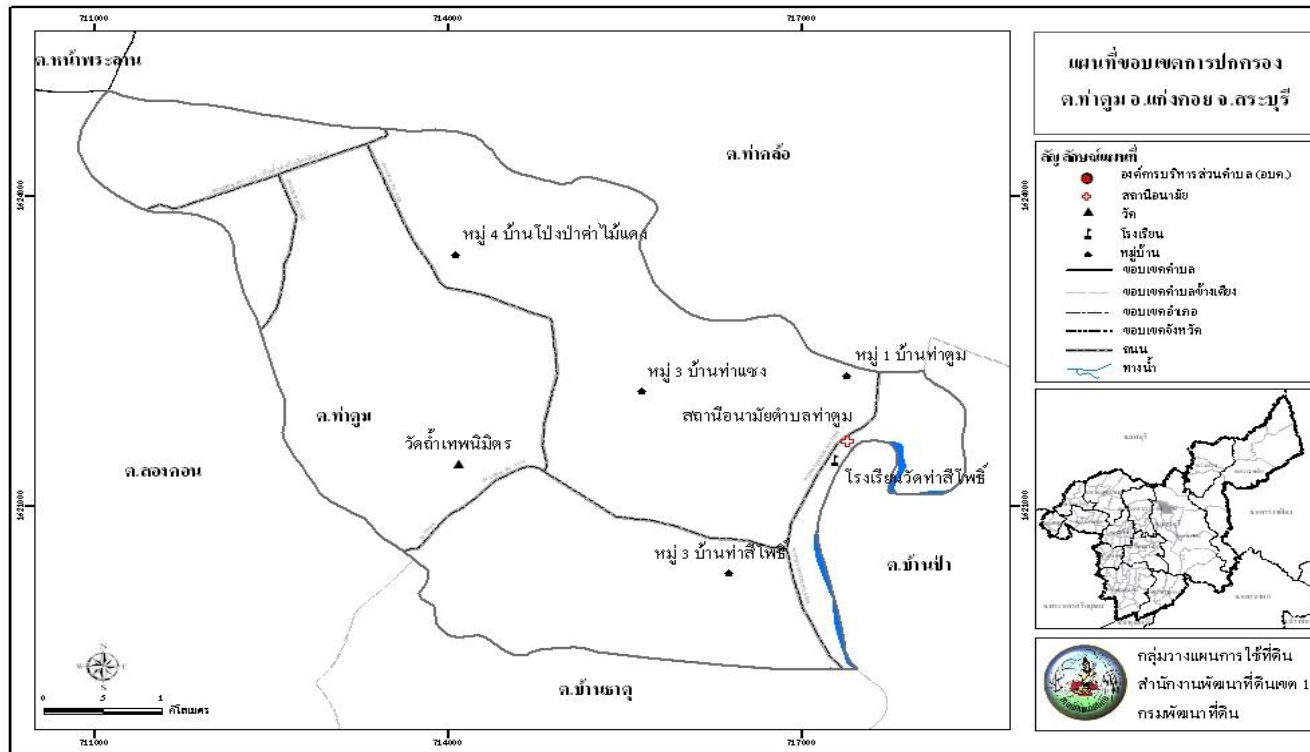 711000 714000 717000
แผนที่ขอบเขตการปกครอง
ต.ท่าตูม อ.แก่งคอย จ.สระบุรี
ต.หน้าพระลาน
ต.ท่าคล้อ
1624000
1624000
หมู่ 4 บ้านโป่งป่าค่าไม้แดง
หมู่ 1 บ้านท่าตูม
หมู่ 3 บ้านท่าแซง
ต.ท่าตูม
สถานีอนามัยตำบลท่าตูม
วัดถ้ำเทพนิมิตร
ต.สองคอน
โรงเรียนวัดท่าสีโพธิ์
1621000
1621000
หมู่ 3 บ้านท่าสีโพธิ์
ต.บ้านป่า
ต.บ้านธาตุ
N
W E
S
0 .5 1
กิโลเมตร
711000 714000 717000
สัญลักษณ์แผนที่
องค์การบริหารส่วนตำบล (อบต.)
สถานีอนามัย
วัด
โรงเรียน
หมู่บ้าน
ขอบเขตตำบล
ขอบเขตตำบลข้างเคียง
ขอบเขตอำเภอ
ขอบเขตจังหวัด
ถนน
ทางน้ำ
กลุ่มวางแผนการใช้ที่ดิน
สำนักงานพัฒนาที่ดินเขต 1
กรมพัฒนาที่ดิน